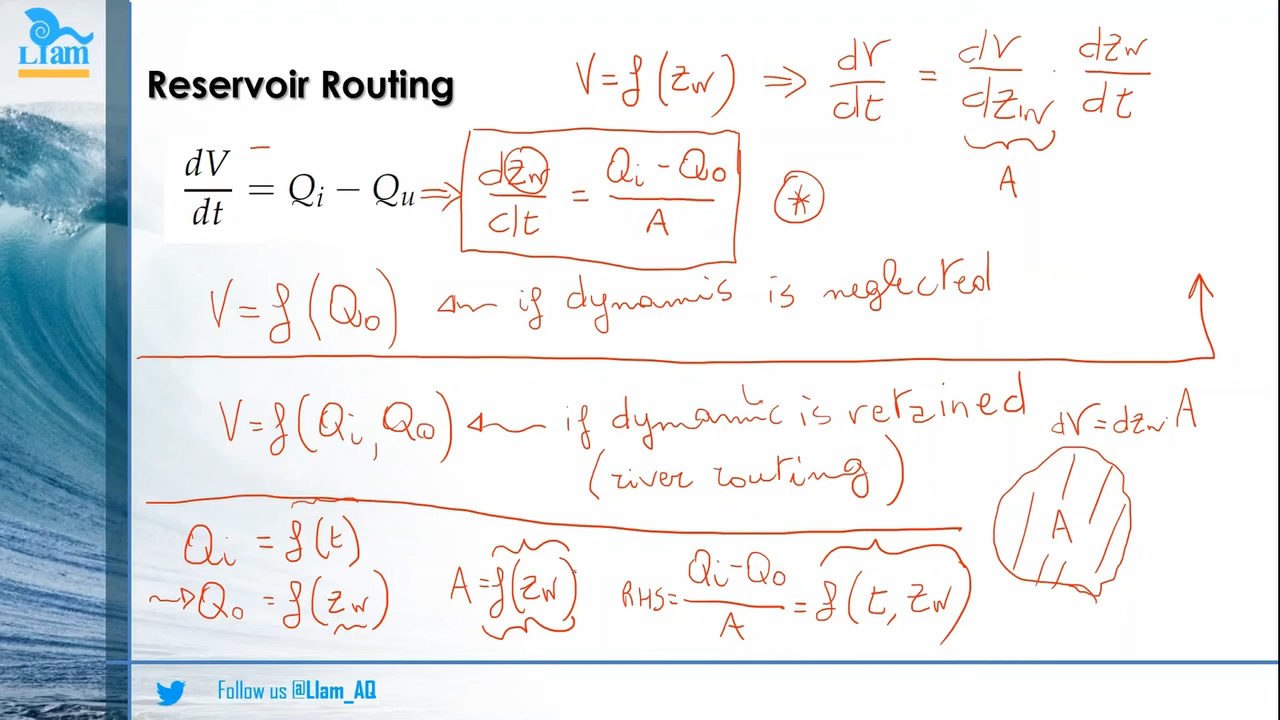 LIam
Reservoir Routing
V = f(zw) ⇒ dV/dt = dV/dzw · dzw/dt
A
dV/dt = Qi − Qu ⇒ dzw/dt = (Qi − Qo)/A
*
V = f(Qo) ← if dynamis is neglected
V = f(Qi, Qo) ← if dynamic is retained
(river routing)
dV = dzw · A
A
Qi = f(t)
→ Qo = f(zw)
A = f(zw)
RHS = (Qi − Qo)/A = f(t, zw)
Follow us @LIam_AQ